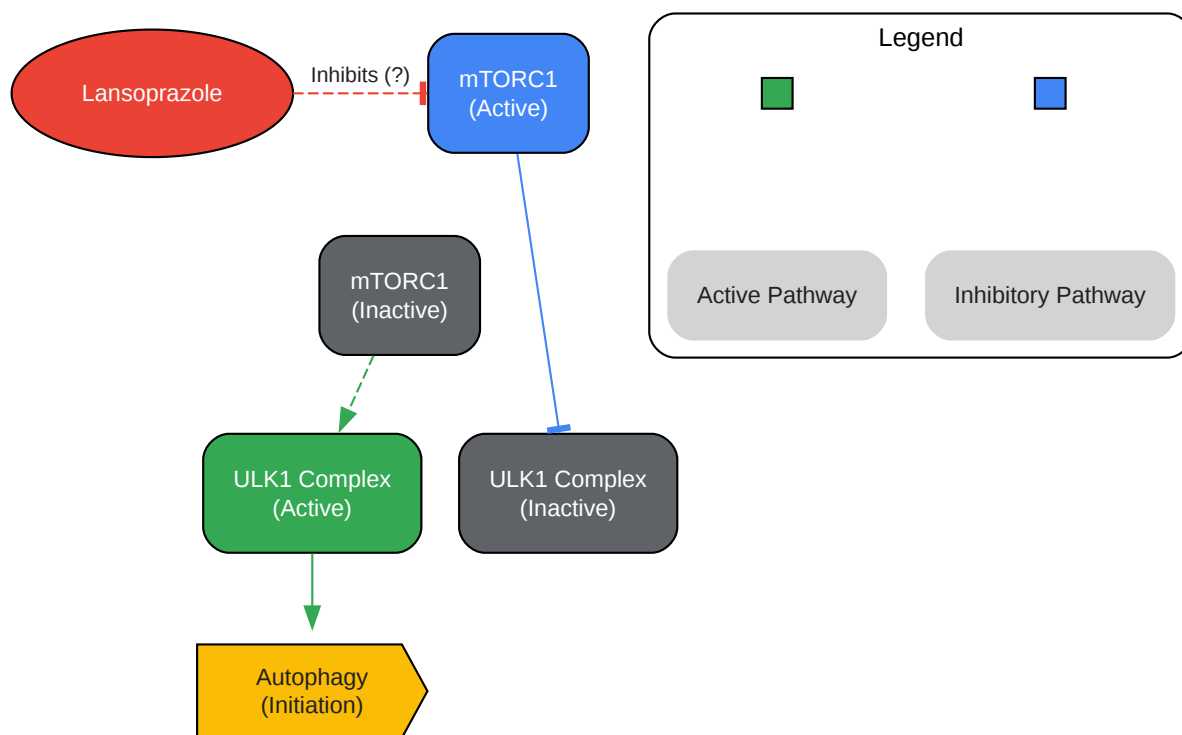 Lansoprazole
Inhibits (?)
mTORC1
(Active)
Legend
mTORC1
(Inactive)
Active Pathway
Inhibitory Pathway
ULK1 Complex
(Active)
ULK1 Complex
(Inactive)
Autophagy
(Initiation)